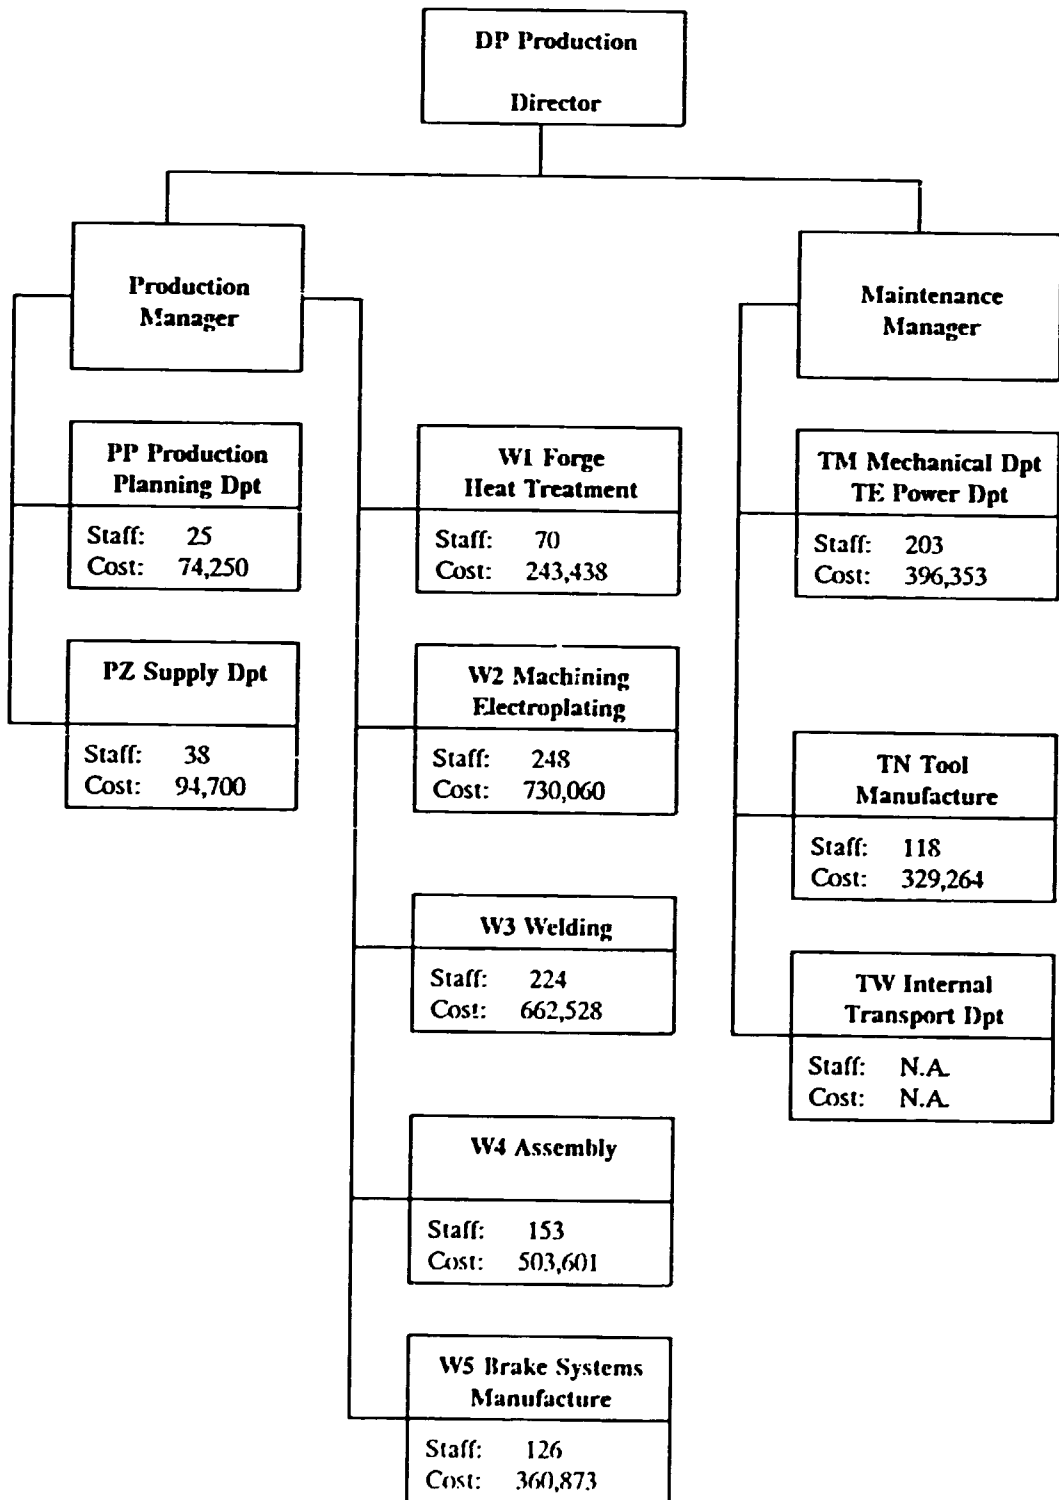 DP Production
Director
Production
Manager
Maintenance
Manager
PP Production
Planning Dpt
Staff: 25
Cost: 74,250
PZ Supply Dpt
Staff: 38
Cost: 94,700
W1 Forge
Heat Treatment
Staff: 70
Cost: 243,438
W2 Machining
Electroplating
Staff: 248
Cost: 730,060
W3 Welding
Staff: 224
Cost: 662,528
W4 Assembly
Staff: 153
Cost: 503,601
W5 Brake Systems
Manufacture
Staff: 126
Cost: 360,873
TM Mechanical Dpt
TE Power Dpt
Staff: 203
Cost: 396,353
TN Tool
Manufacture
Staff: 118
Cost: 329,264
TW Internal
Transport Dpt
Staff: N.A.
Cost: N.A.